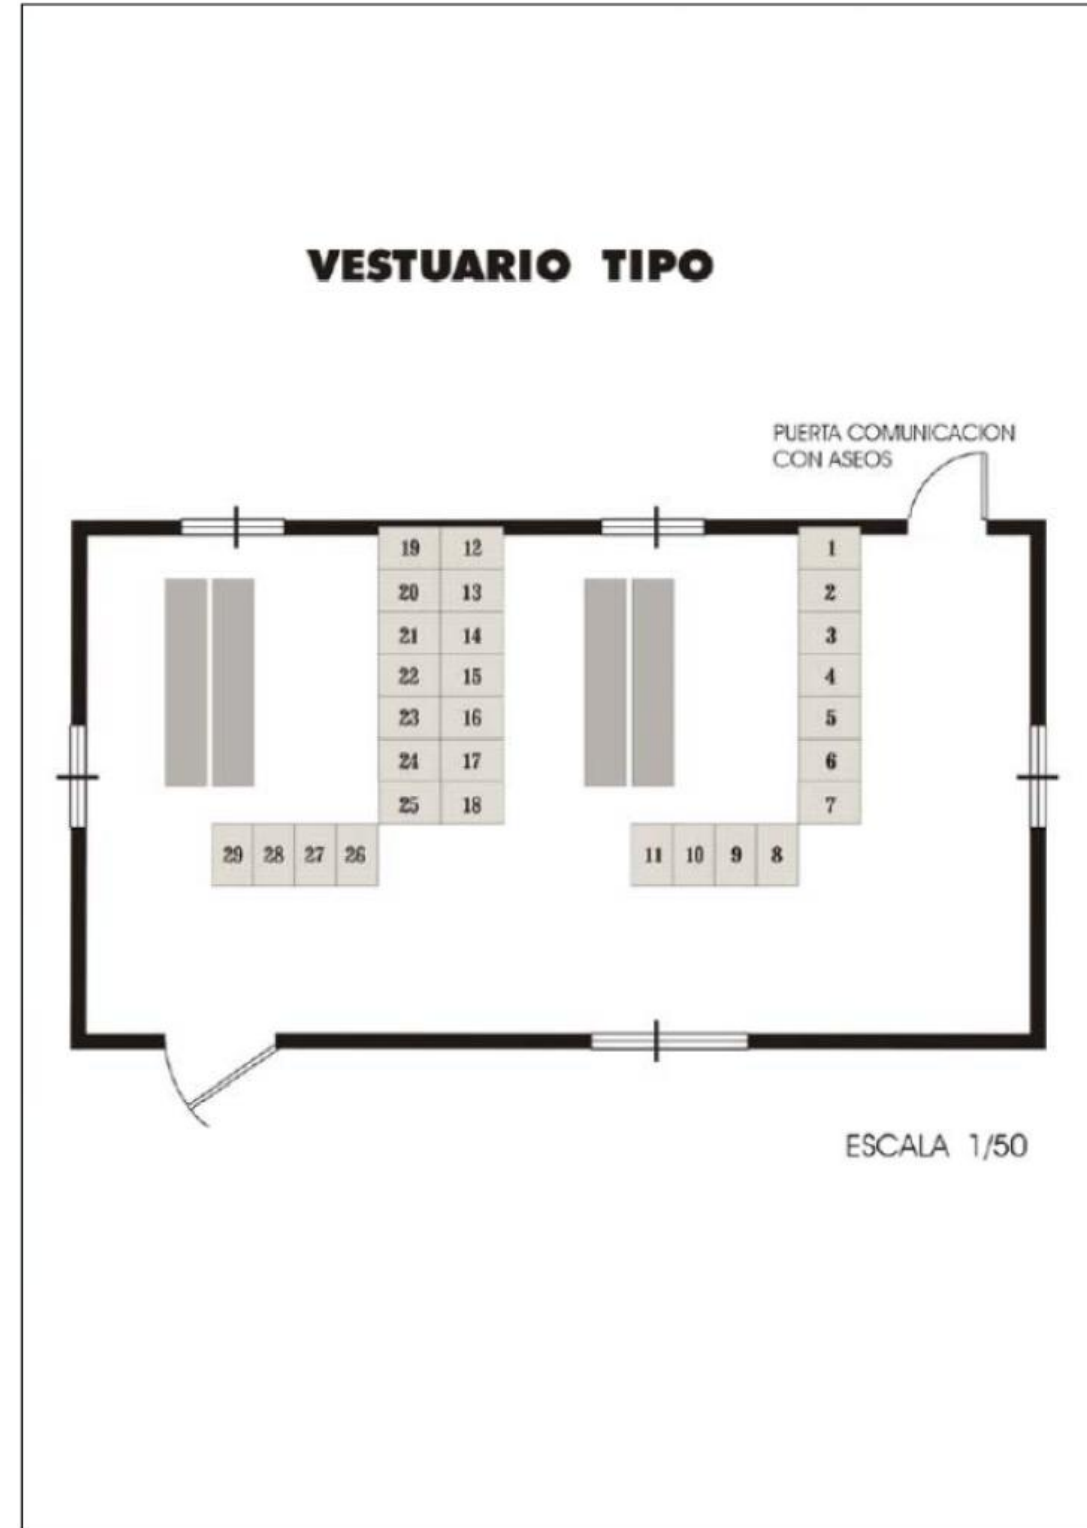 VESTUARIO TIPO
PUERTA COMUNICACION
CON ASEOS
19 12 1
20 13 2
21 14 3
22 15 4
23 16 5
24 17 6
25 18 7
29 28 27 26 11 10 9 8
ESCALA 1/50